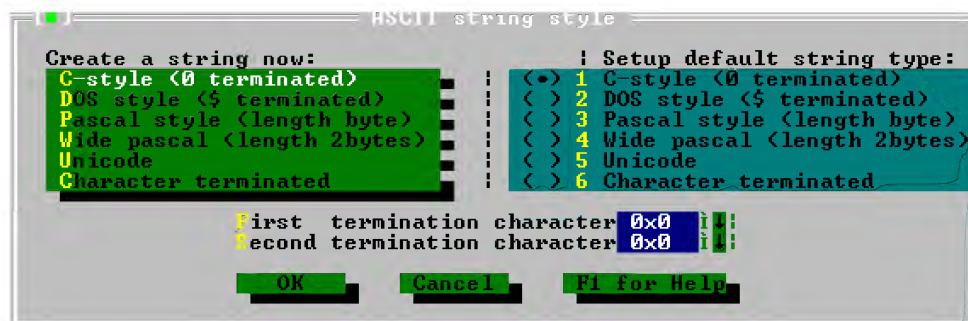 [■] ASCII string style
Create a string now: ¦ Setup default string type:
C-style (0 terminated) ¦ (•) 1 C-style (0 terminated)
DOS style ($ terminated) ¦ ( ) 2 DOS style ($ terminated)
Pascal style (length byte) ¦ ( ) 3 Pascal style (length byte)
Wide pascal (length 2bytes) ¦ ( ) 4 Wide pascal (length 2bytes)
Unicode ¦ ( ) 5 Unicode
Character terminated ¦ ( ) 6 Character terminated
First termination character 0x0 Ì↓¦
Second termination character 0x0 Ì↓¦
OK Cancel F1 for Help